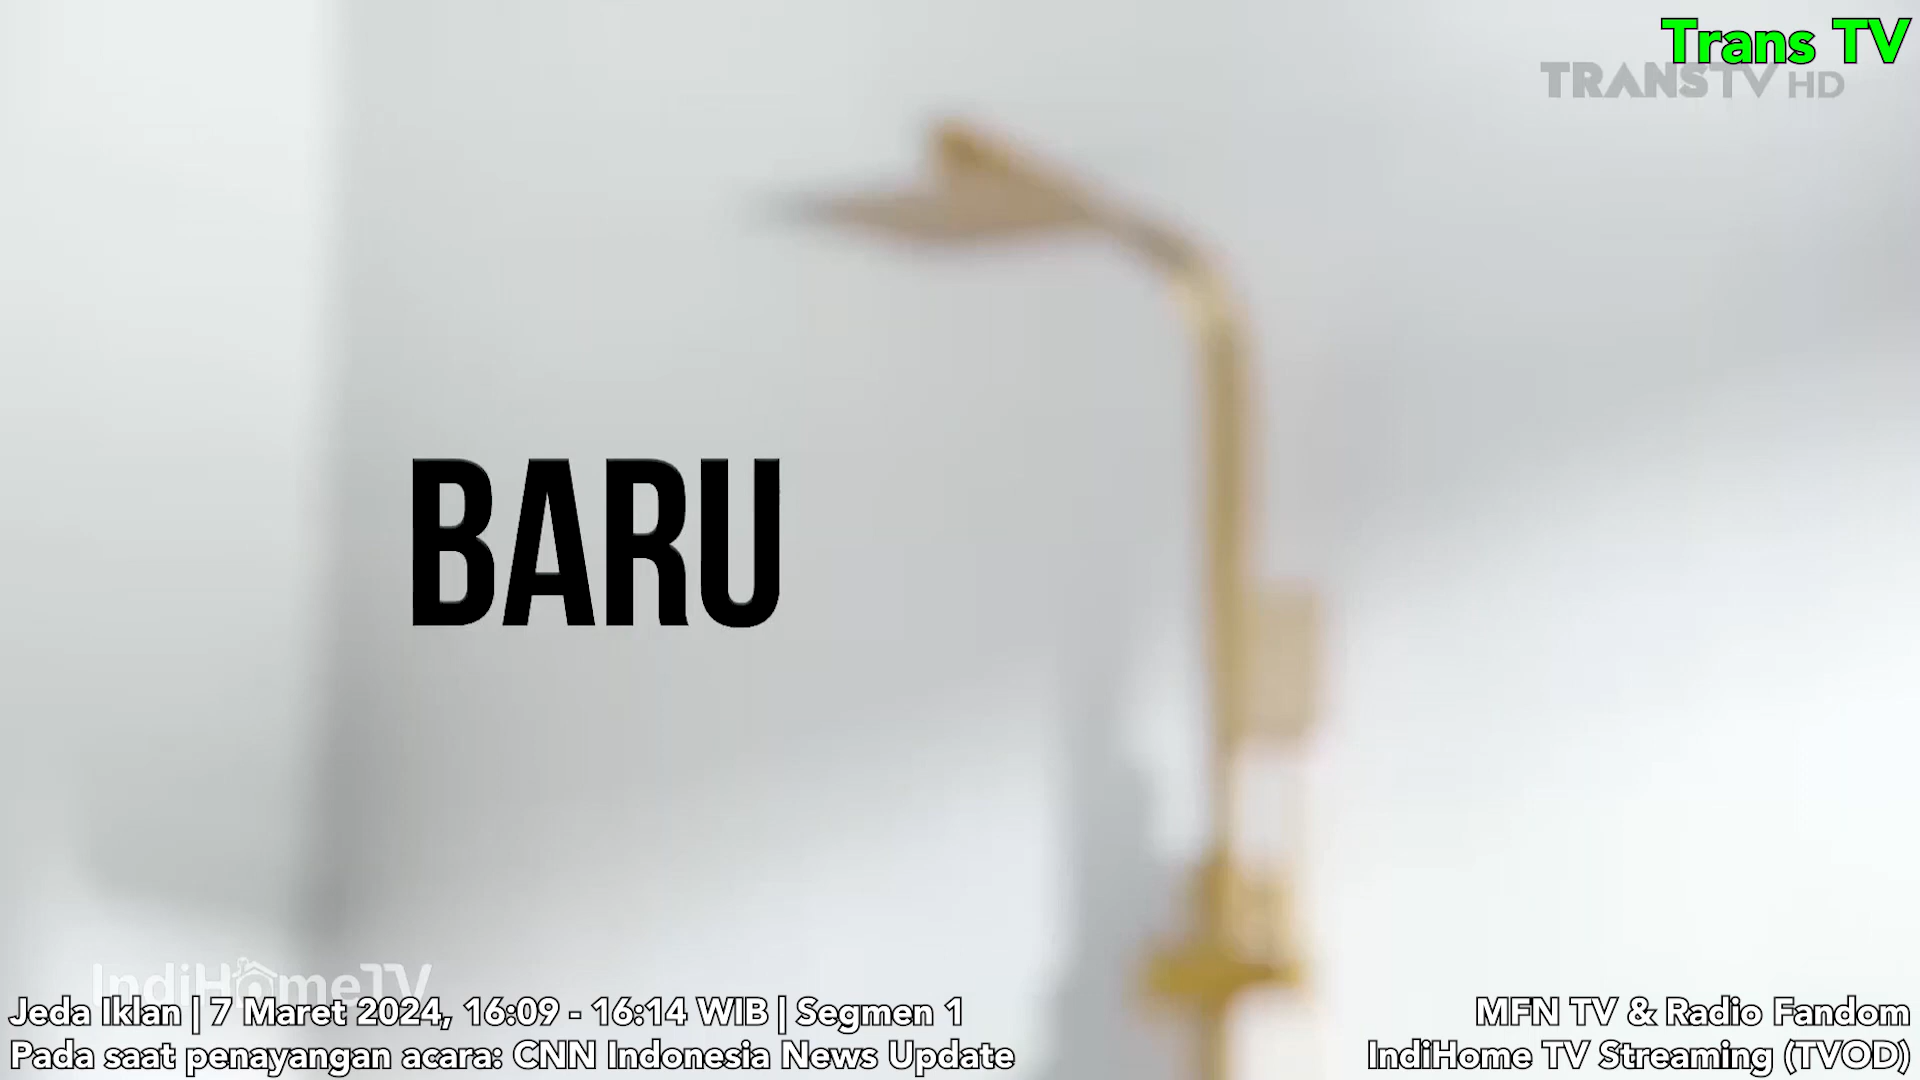 Trans TV
TRANSTV HD
BARU
IndiHomeTV
Jeda Iklan | 7 Maret 2024, 16:09 - 16:14 WIB | Segmen 1
Pada saat penayangan acara: CNN Indonesia News Update
MFN TV & Radio Fandom
IndiHome TV Streaming (TVOD)